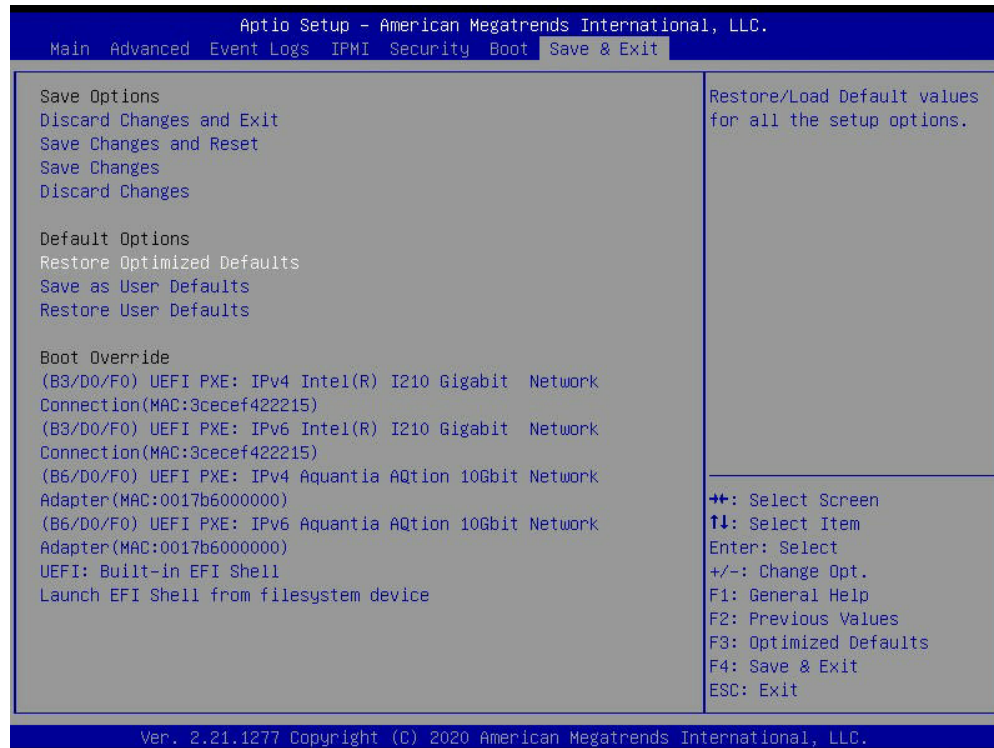 Aptio Setup – American Megatrends International, LLC.
Main Advanced Event Logs IPMI Security Boot Save & Exit
Save Options
Discard Changes and Exit
Save Changes and Reset
Save Changes
Discard Changes
Default Options
Restore Optimized Defaults
Save as User Defaults
Restore User Defaults
Boot Override
(B3/D0/F0) UEFI PXE: IPv4 Intel(R) I210 Gigabit  Network
Connection(MAC:3cecef422215)
(B3/D0/F0) UEFI PXE: IPv6 Intel(R) I210 Gigabit  Network
Connection(MAC:3cecef422215)
(B6/D0/F0) UEFI PXE: IPv4 Aquantia AQtion 10Gbit Network
Adapter(MAC:0017b6000000)
(B6/D0/F0) UEFI PXE: IPv6 Aquantia AQtion 10Gbit Network
Adapter(MAC:0017b6000000)
UEFI: Built-in EFI Shell
Launch EFI Shell from filesystem device
Restore/Load Default values
for all the setup options.
→←: Select Screen
↑↓: Select Item
Enter: Select
+/-: Change Opt.
F1: General Help
F2: Previous Values
F3: Optimized Defaults
F4: Save & Exit
ESC: Exit
Ver. 2.21.1277 Copyright (C) 2020 American Megatrends International, LLC.